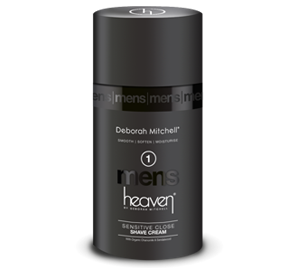 |mens|mens|mens|
Deborah Mitchell®
SMOOTH | SOFTEN | MOISTURISE
1
mens
heaven®
BY DEBORAH MITCHELL
SENSITIVE CLOSE
SHAVE CREAM